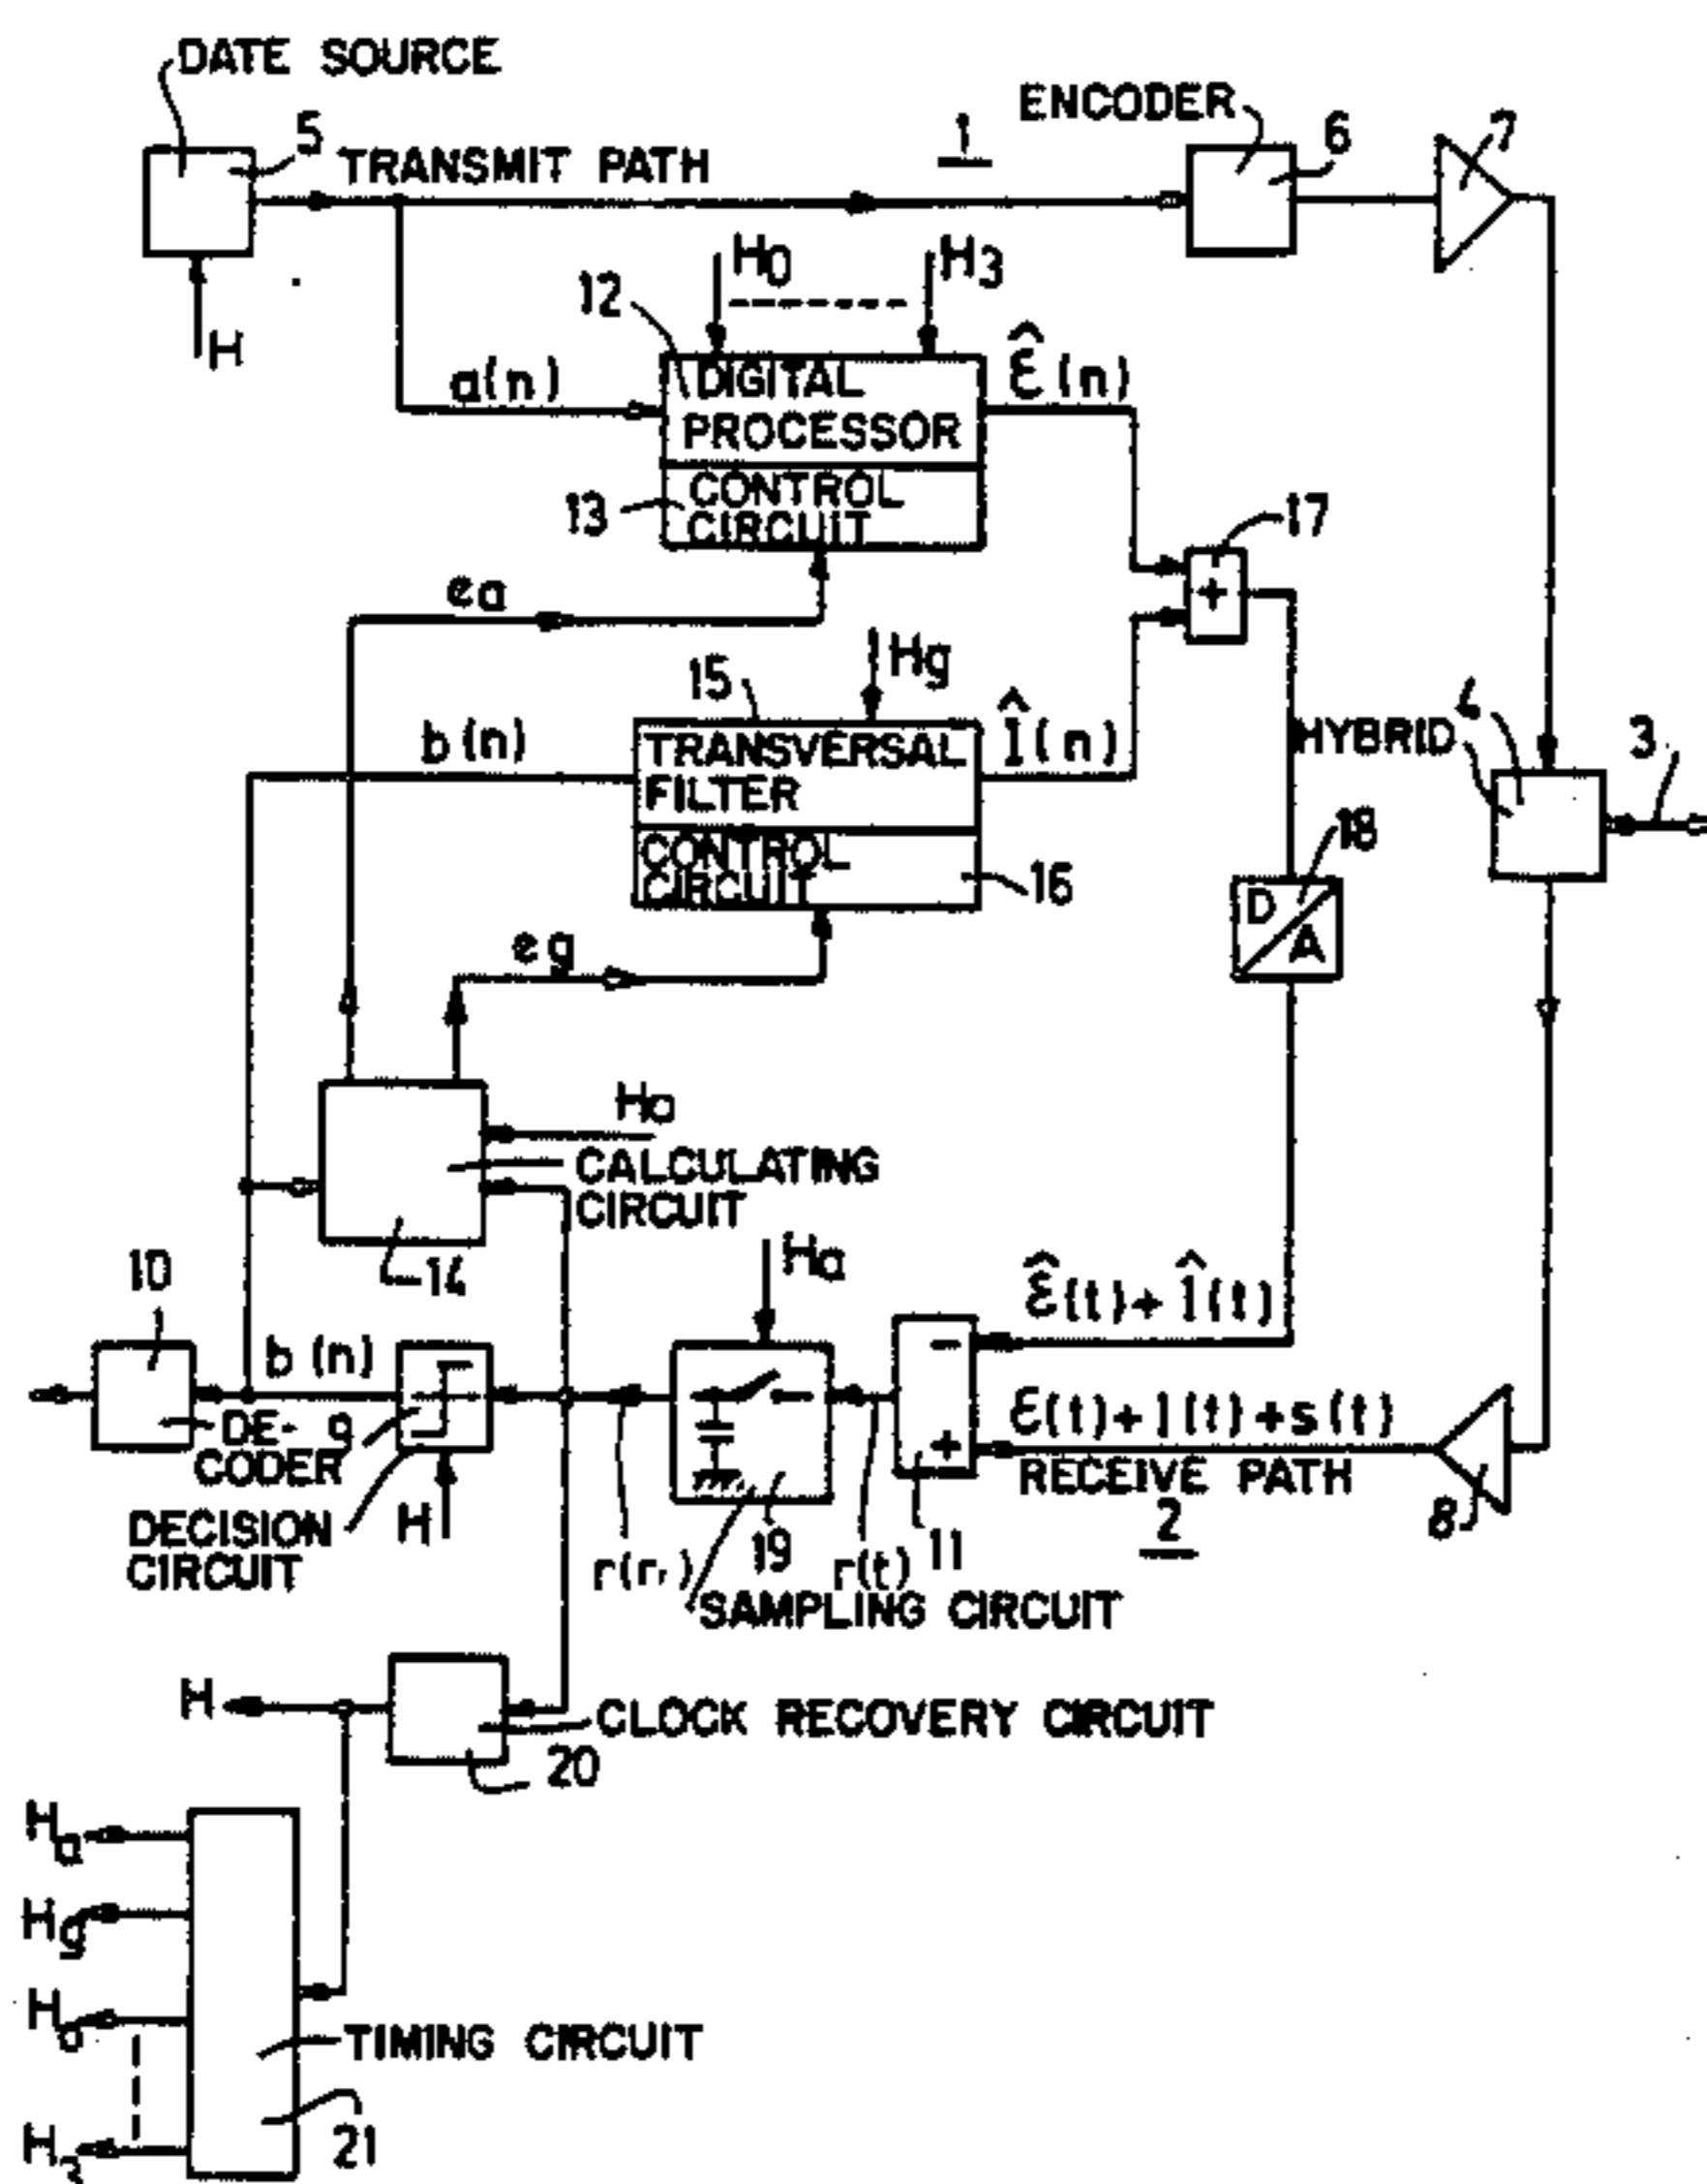 DATE SOURCE
ENCODER
5
TRANSMIT PATH
1
6
7
H
12
H0
H3
a(n)
DIGITAL
PROCESSOR
ε̂(n)
13
CONTROL
CIRCUIT
17
ea
+
15
Hg
b(n)
TRANSVERSAL
FILTER
Î(n)
HYBRID
4
3
CONTROL
CIRCUIT
16
18
D
A
eg
Ha
CALCULATING
CIRCUIT
14
10
Ha
ε̂(t)+Î(t)
b(n)
-
+
ε(t)+I(t)+s(t)
RECEIVE PATH
2
8
DE-
CODER
9
DECISION
CIRCUIT
H
19
r(t)
11
SAMPLING CIRCUIT
H
CLOCK RECOVERY CIRCUIT
20
Ha
Hg
H0
TIMING CIRCUIT
H3
21